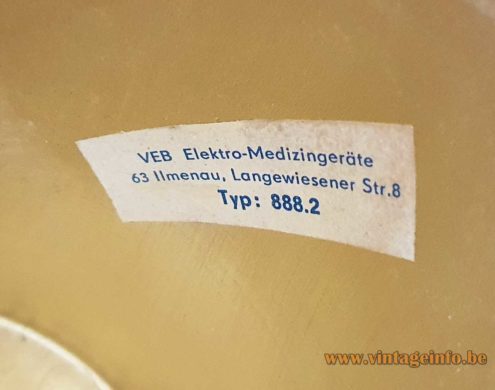 VEB Elektro-Medizingeräte
63 Ilmenau, Langewiesener Str.8
Typ: 888.2
www.vintageinfo.be